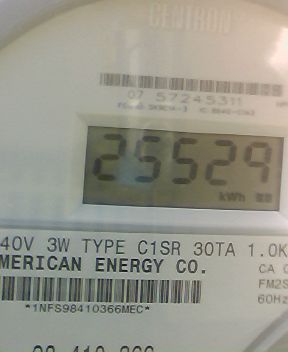 CENTRON
07 57245311
25529
kWh
40V 3W TYPE C1SR 30TA 1.0K
MERICAN ENERGY CO.
CA 0
FM2S
60Hz
*1NFS98410366MEC*